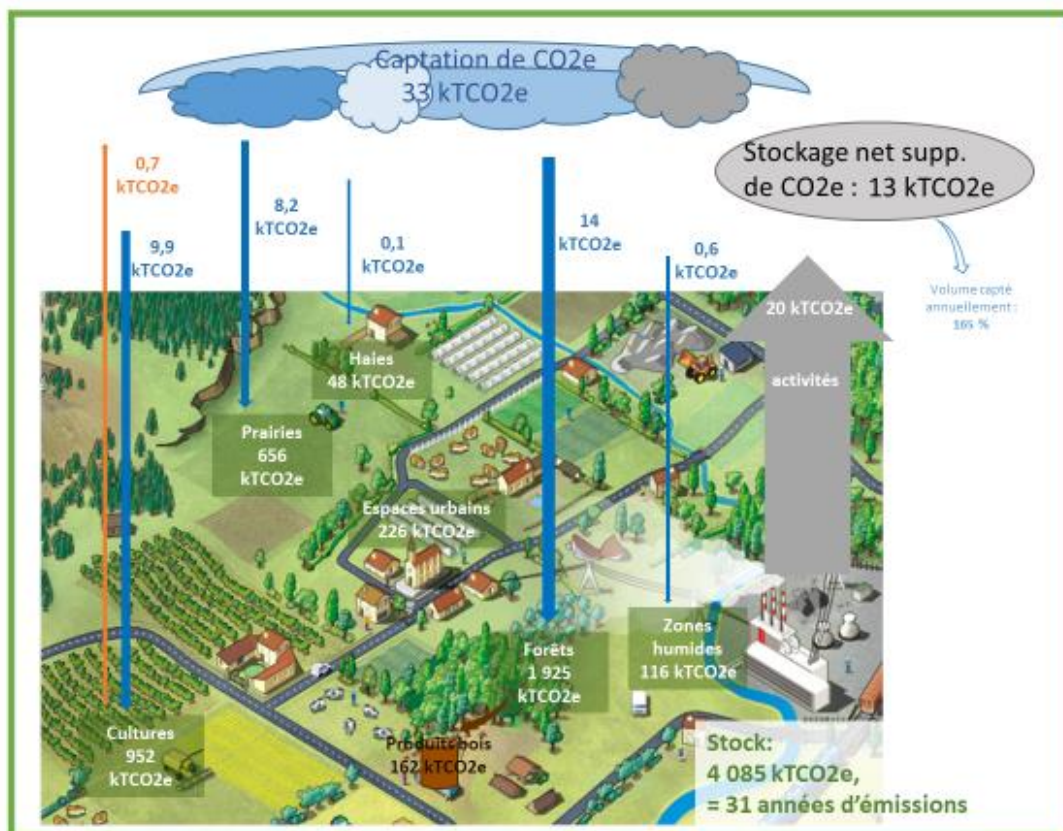 Captation de CO2e
33 kTCO2e
Stockage net supp.
de CO2e : 13 kTCO2e
0,7
kTCO2e
8,2
kTCO2e
0,1
kTCO2e
14
kTCO2e
0,6
kTCO2e
9,9
kTCO2e
Volume capté
annuellement :
165 %
20 kTCO2e
activités
Haies
48 kTCO2e
Prairies
656
kTCO2e
Espaces urbains
226 kTCO2e
Forêts
1 925
kTCO2e
Zones
humides
116 kTCO2e
Cultures
952
kTCO2e
Produits bois
162 kTCO2e
Stock:
4 085 kTCO2e,
= 31 années d’émissions